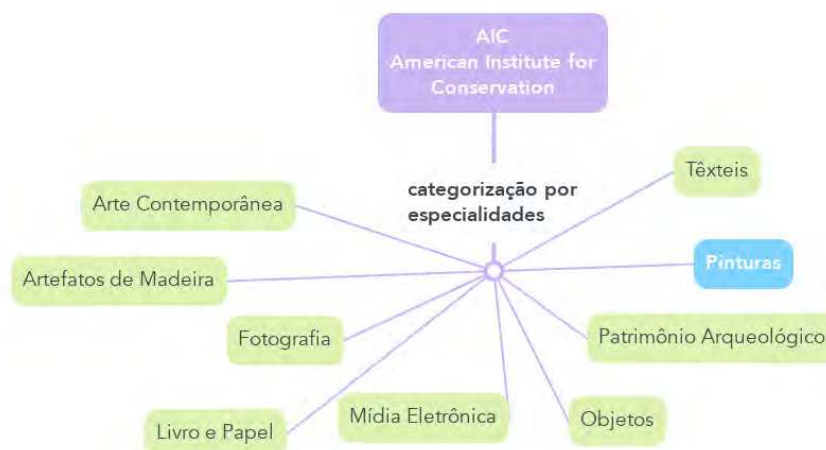 AIC
American Institute for
Conservation
categorização por
especialidades
Têxteis
Arte Contemporânea
Pinturas
Artefatos de Madeira
Fotografia
Patrimônio Arqueológico
Mídia Eletrônica
Objetos
Livro e Papel